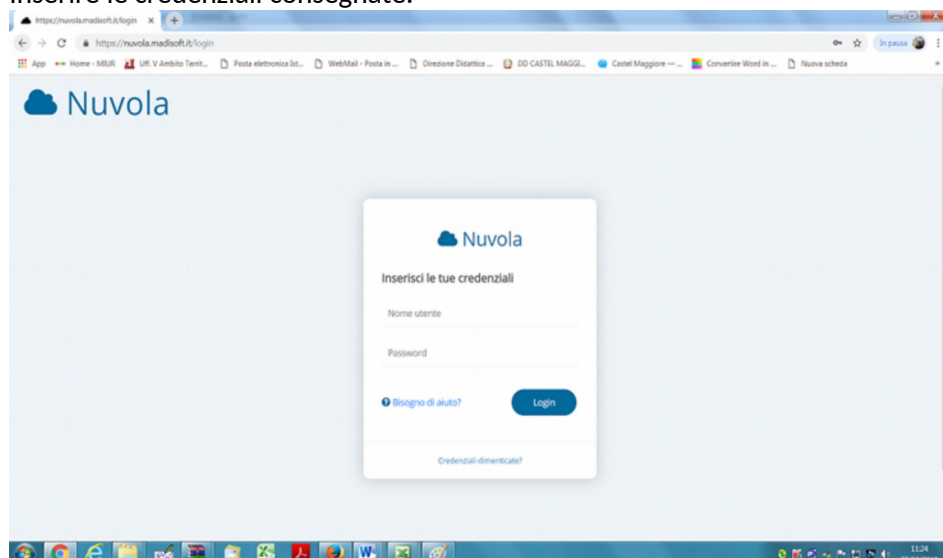 Inserire le credenziali consegnate.
https://nuvola.madisoft.it/login
https://nuvola.madisoft.it/login
In pausa
App Home - MIUR Uff. V Ambito Territ... Posta elettronica Ist... WebMail - Posta in ... Direzione Didattica ... DD CASTEL MAGGI... Castel Maggiore — ... Convertire Word in ... Nuova scheda
Nuvola
Nuvola
Inserisci le tue credenziali
Nome utente
Password
Bisogno di aiuto?
Login
Credenziali dimenticate?
11:24